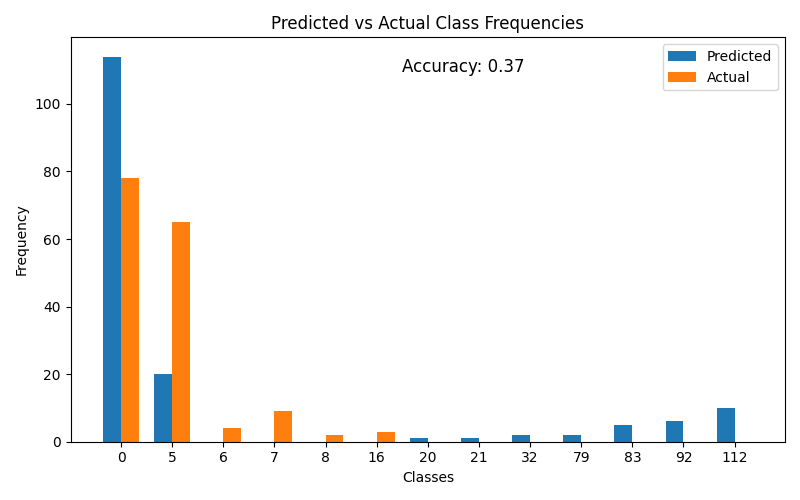 Predicted vs Actual Class Frequencies
Accuracy: 0.37
Predicted
Actual
Frequency
100
80
60
40
20
0
0 5 6 7 8 16 20 21 32 79 83 92 112
Classes